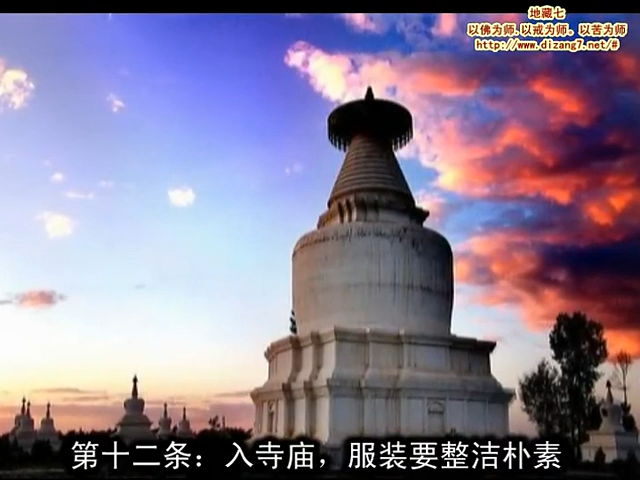 地藏七
以佛为师.以戒为师。以苦为师
http://www.dizang7.net/#
第十二条：入寺庙，服装要整洁朴素